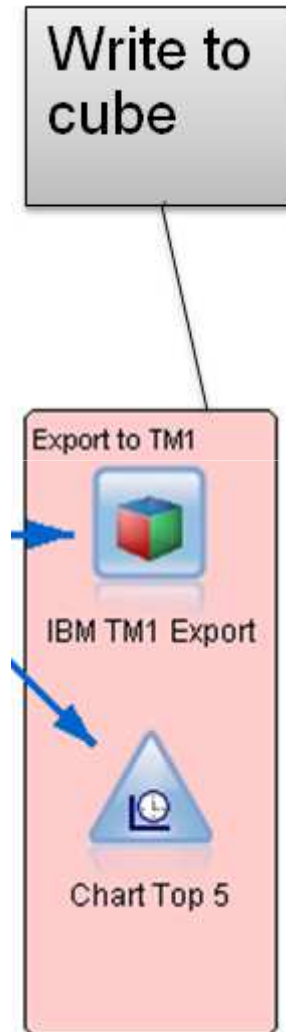 Write to
cube
Export to TM1
IBM TM1 Export
Chart Top 5